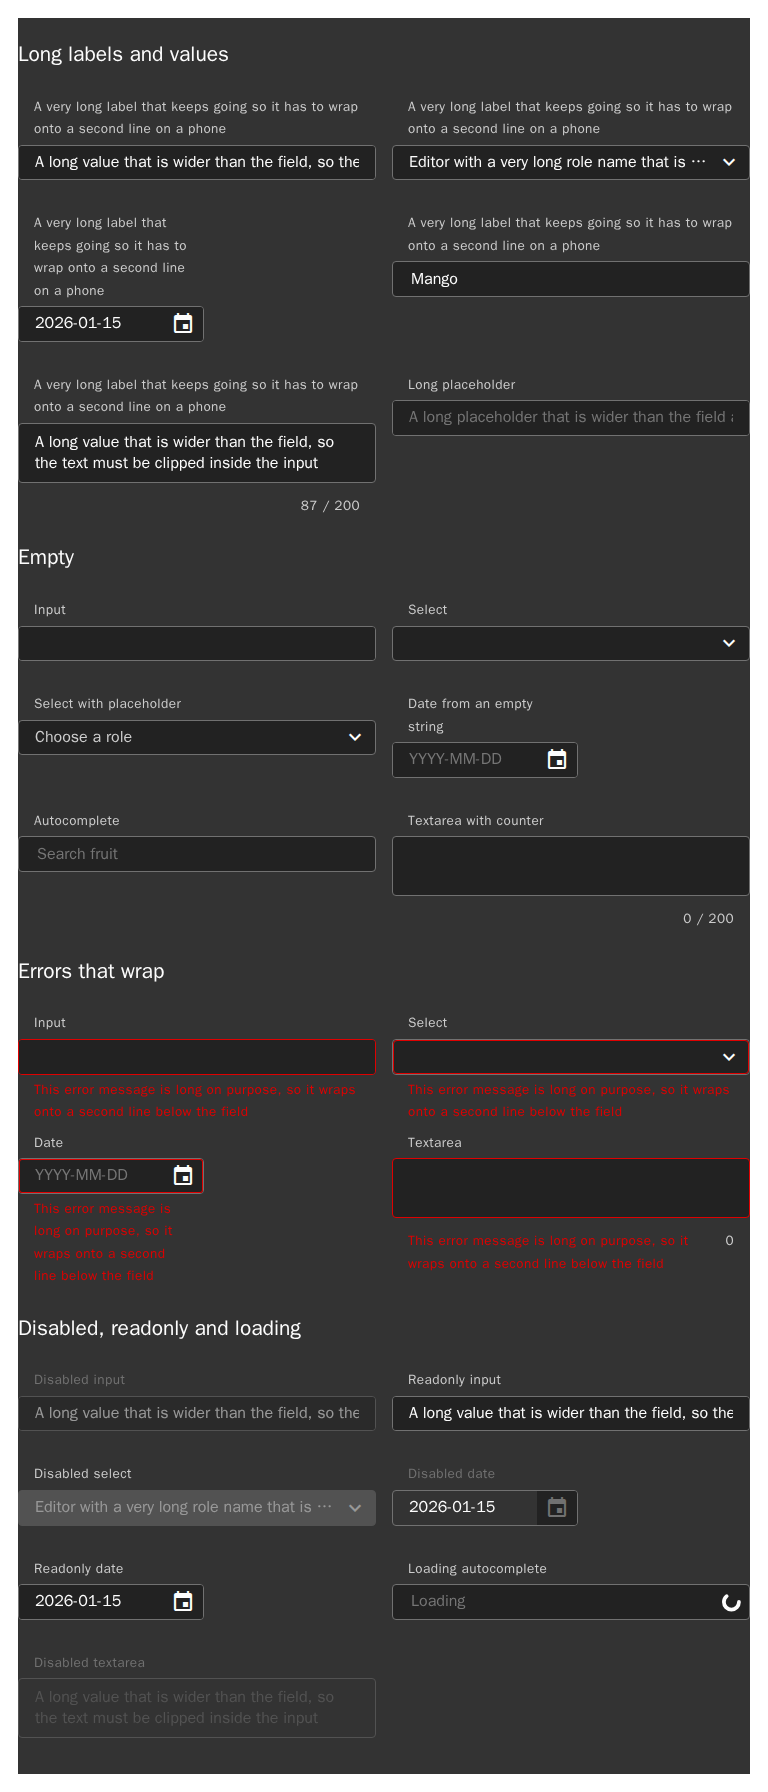 Long labels and values
A very long label that keeps going so it has to wrap
onto a second line on a phone
A long value that is wider than the field, so the
A very long label that keeps going so it has to wrap
onto a second line on a phone
Editor with a very long role name that is ···
A very long label that
keeps going so it has to
wrap onto a second line
on a phone
2026-01-15
A very long label that keeps going so it has to wrap
onto a second line on a phone
Mango
A very long label that keeps going so it has to wrap
onto a second line on a phone
A long value that is wider than the field, so
the text must be clipped inside the input
87 / 200
Long placeholder
A long placeholder that is wider than the field
Empty
Input
Select
Select with placeholder
Choose a role
Date from an empty
string
YYYY-MM-DD
Autocomplete
Search fruit
Textarea with counter
0 / 200
Errors that wrap
Input
This error message is long on purpose, so it wraps
onto a second line below the field
Select
This error message is long on purpose, so it wraps
onto a second line below the field
Date
YYYY-MM-DD
This error message is
long on purpose, so it
wraps onto a second
line below the field
Textarea
This error message is long on purpose, so it
wraps onto a second line below the field
0
Disabled, readonly and loading
Disabled input
A long value that is wider than the field, so the
Readonly input
A long value that is wider than the field, so the
Disabled select
Editor with a very long role name that is ···
Disabled date
2026-01-15
Readonly date
2026-01-15
Loading autocomplete
Loading
Disabled textarea
A long value that is wider than the field, so
the text must be clipped inside the input